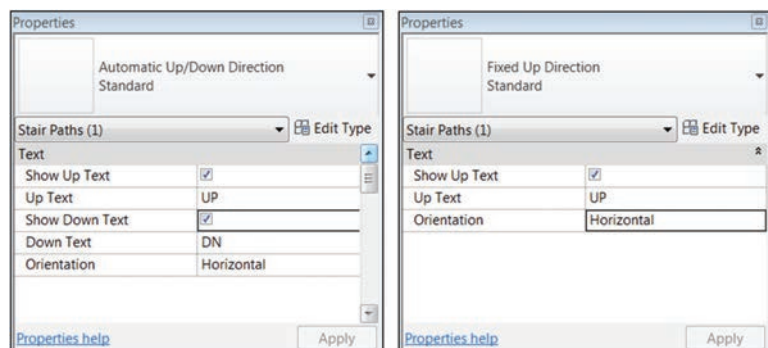 Properties
Automatic Up/Down Direction
Standard
Stair Paths (1)
Edit Type
Text
Show Up Text
Up Text UP
Show Down Text
Down Text DN
Orientation Horizontal
Properties help
Apply
Properties
Fixed Up Direction
Standard
Stair Paths (1)
Edit Type
Text
Show Up Text
Up Text UP
Orientation Horizontal
Properties help
Apply